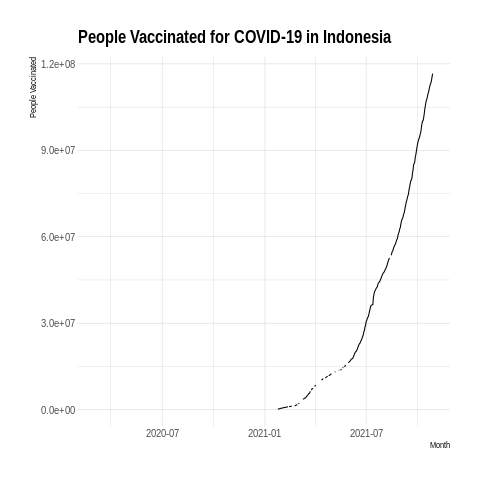 People Vaccinated for COVID-19 in Indonesia
People Vaccinated
1.2e+08
9.0e+07
6.0e+07
3.0e+07
0.0e+00
2020-07
2021-01
2021-07
Month